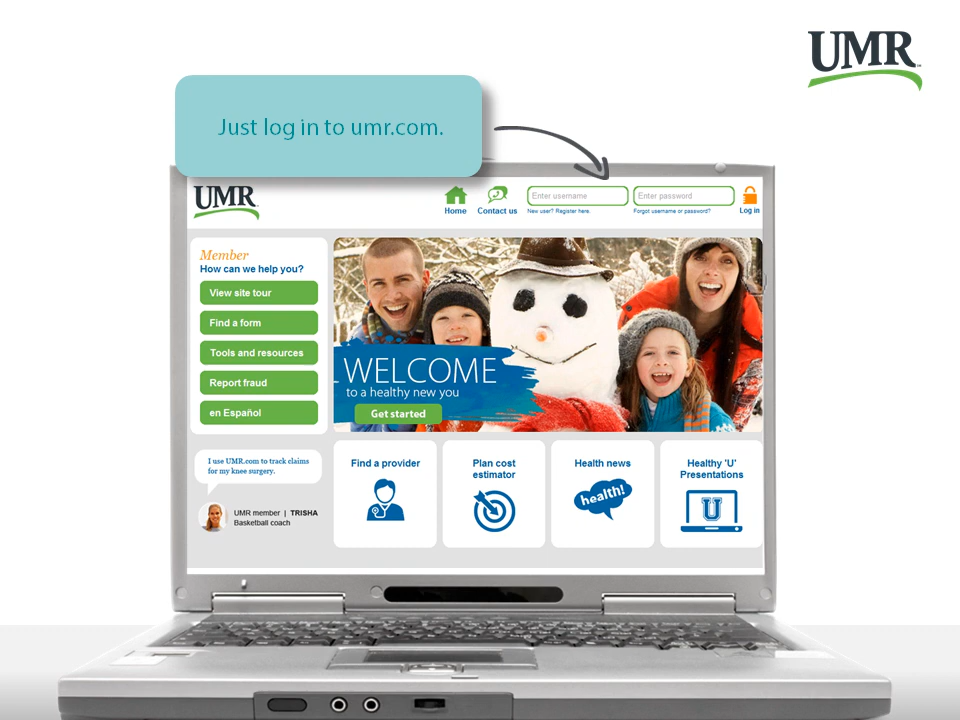 UMR
Just log in to umr.com.
UMR
Home
Contact us
Enter username
Enter password
New user? Register here.
Forgot username or password?
Log in
Member
How can we help you?
View site tour
Find a form
Tools and resources
Report fraud
en Español
WELCOME
to a healthy new you
Get started
I use UMR.com to track claims
for my knee surgery.
UMR member | TRISHA
Basketball coach
Find a provider
Plan cost
estimator
Health news
health!
Healthy 'U'
Presentations
U